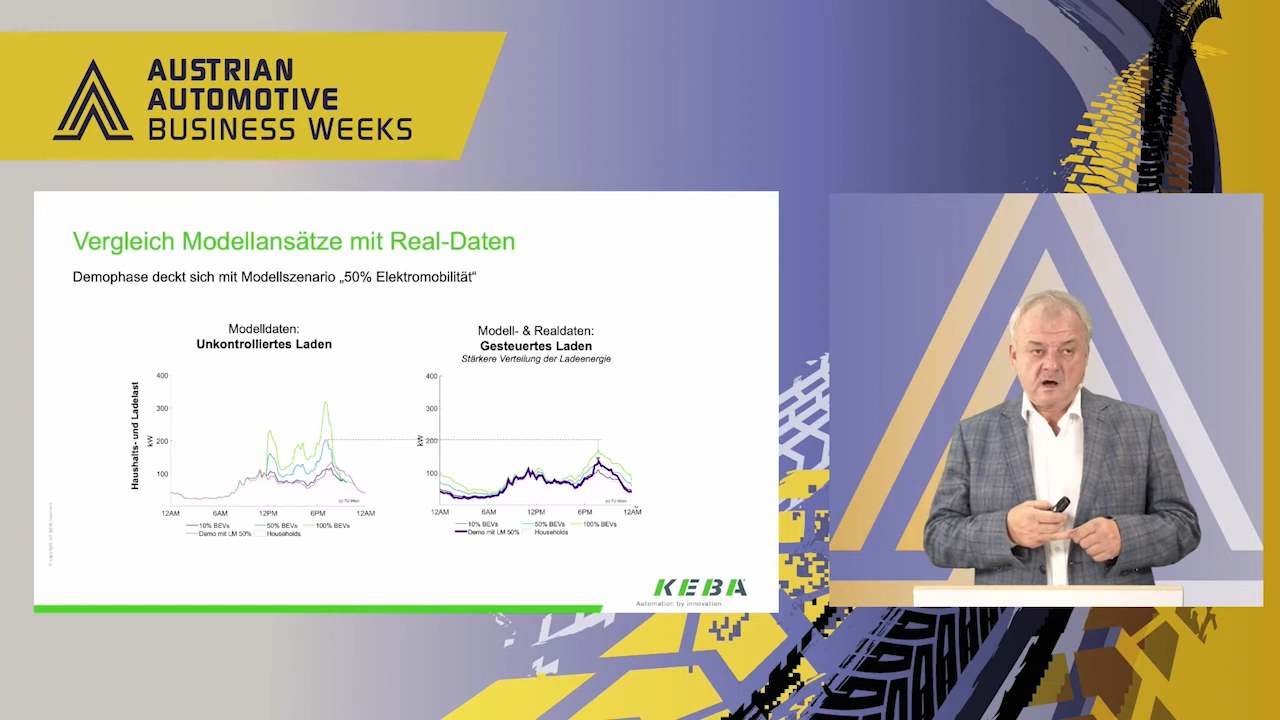 AUSTRIAN
AUTOMOTIVE
BUSINESS WEEKS
Vergleich Modellansätze mit Real-Daten
Demophase deckt sich mit Modellszenario „50% Elektromobilität“
Modelldaten:
Unkontrolliertes Laden
Modell- & Realdaten:
Gesteuertes Laden
Stärkere Verteilung der Ladeenergie
Haushalts- und Ladelast
kW
400
300
200
100
12AM 6AM 12PM 6PM 12AM
(c) TU Wien
10% BEVs 50% BEVs 100% BEVs
Demo mit LM 50% Households
kW
400
300
200
100
12AM 6AM 12PM 6PM 12AM
(c) TU Wien
10% BEVs 50% BEVs 100% BEVs
Demo mit LM 50% Households
KEBA
Automation by innovation.